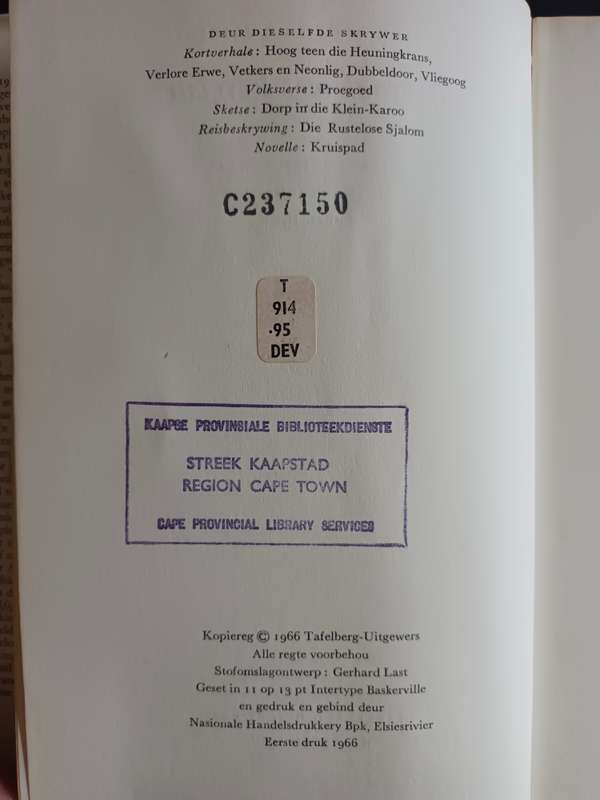 DEUR DIESELFDE SKRYWER
Kortverhale: Hoog teen die Heuningkrans,
Verlore Erwe, Vetkers en Neonlig, Dubbeldoor, Vliegoog
Volksverse: Proegoed
Sketse: Dorp in die Klein-Karoo
Reisbeskrywing: Die Rustelose Sjalom
Novelle: Kruispad
C237150
T
914
.95
DEV
KAAPSE PROVINSIALE BIBLIOTEEKDIENSTE
STREEK KAAPSTAD
REGION CAPE TOWN
CAPE PROVINCIAL LIBRARY SERVICES
Kopiereg © 1966 Tafelberg-Uitgewers
Alle regte voorbehou
Stofomslagontwerp: Gerhard Last
Geset in 11 op 13 pt Intertype Baskerville
en gedruk en gebind deur
Nasionale Handelsdrukkery Bpk, Elsiesrivier
Eerste druk 1966